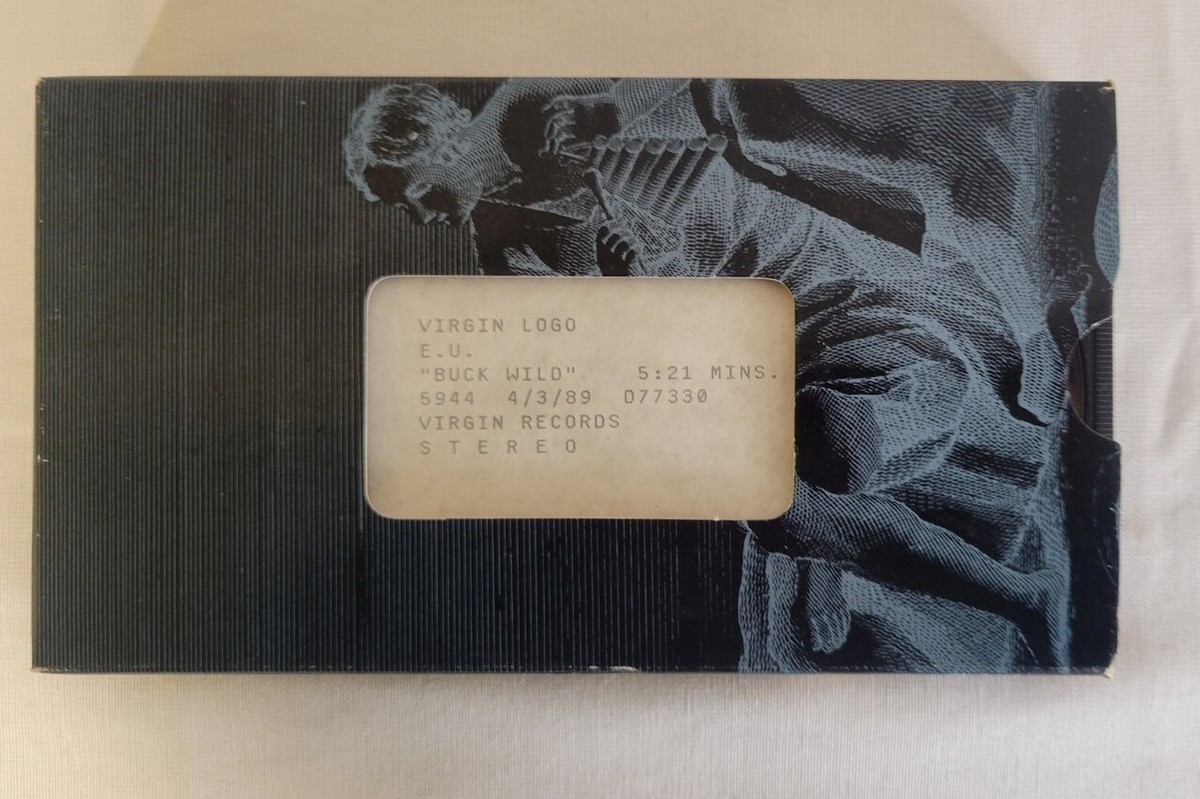 VIRGIN LOGO
E.U.
"BUCK WILD" 5:21 MINS.
5944 4/3/89 D77330
VIRGIN RECORDS
S T E R E O